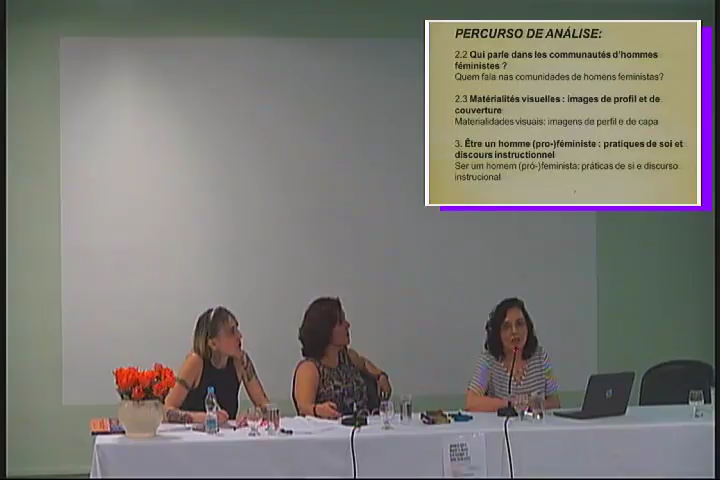 PERCURSO DE ANÁLISE:
2.2 Qui parle dans les communautés d'hommes
féministes ?
Quem fala nas comunidades de homens feministas?
2.3 Matérialités visuelles : images de profil et de
couverture
Materialidades visuais: imagens de perfil e de capa
3. Être un homme (pro-)féministe : pratiques de soi et
discours instructionnel
Ser um homem (pró-)feminista: práticas de si e discurso
instrucional